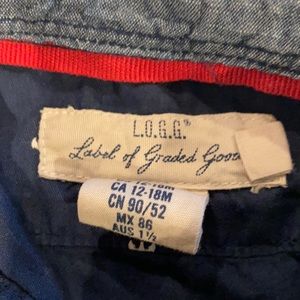 L.O.G.G.®
Label of Graded Goods
CA 12-18M
CN 90/52
MX 86
AUS 1½